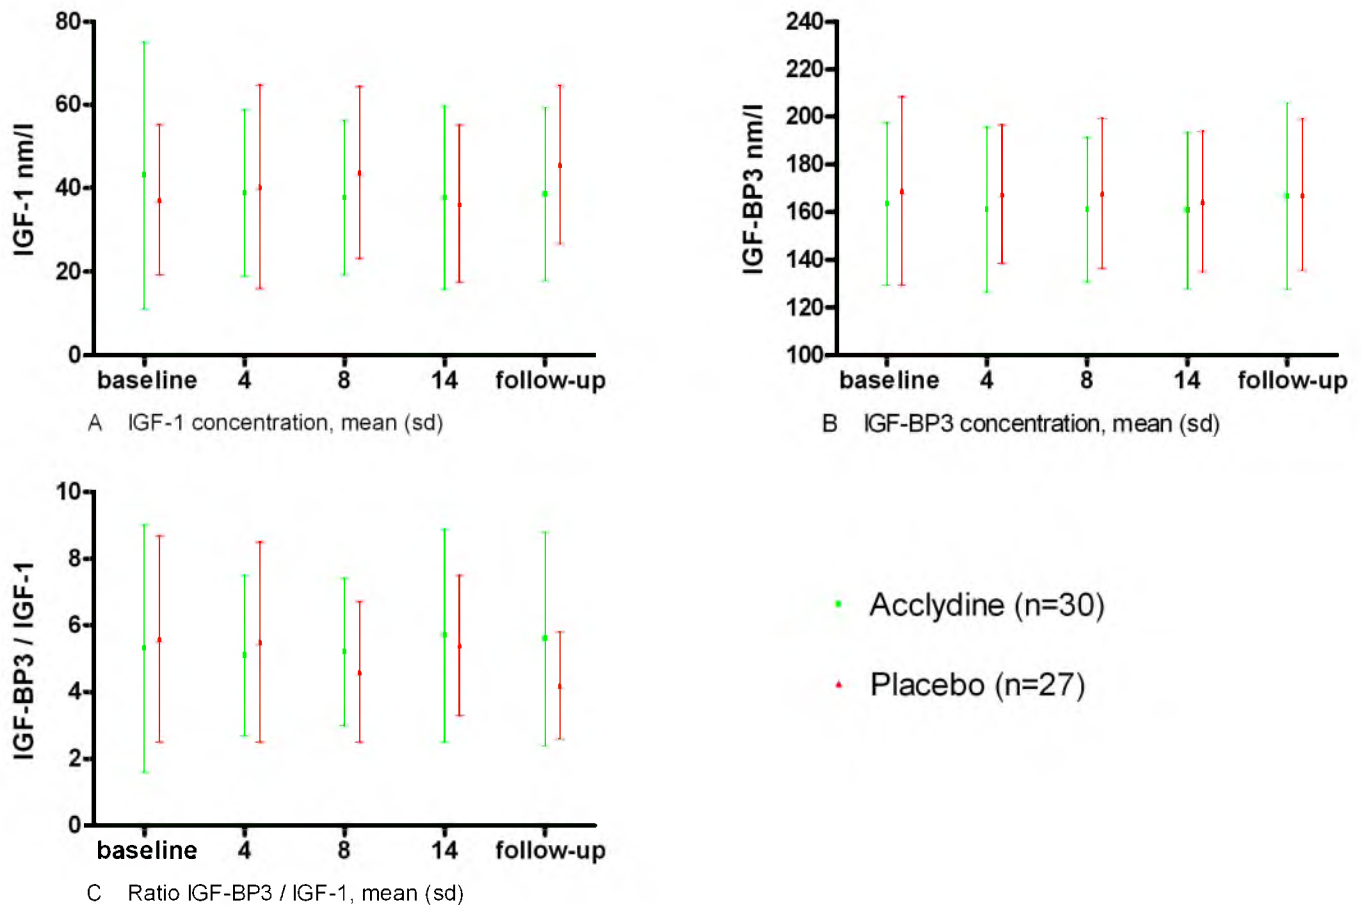 80
60
40
20
0
IGF-1 nm/l
baseline 4 8 14 follow-up
A IGF-1 concentration, mean (sd)
240
220
200
180
160
140
120
100
IGF-BP3 nm/l
baseline 4 8 14 follow-up
B IGF-BP3 concentration, mean (sd)
10
8
6
4
2
0
IGF-BP3 / IGF-1
baseline 4 8 14 follow-up
C Ratio IGF-BP3 / IGF-1, mean (sd)
Acclydine (n=30)
Placebo (n=27)